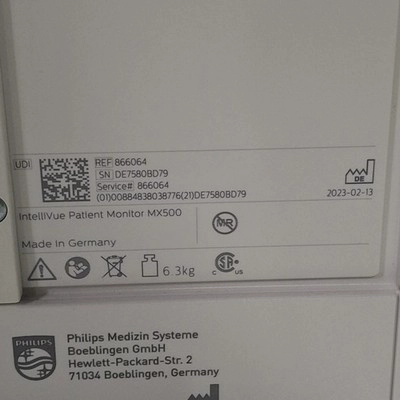 UDI
REF 866064
SN DE7580BD79
Service# 866064
(01)00884838038776(21)DE7580BD79
DE
2023-02-13
IntelliVue Patient Monitor MX500
MR
Made in Germany
6.3kg
C US
PHILIPS
Philips Medizin Systeme
Boeblingen GmbH
Hewlett-Packard-Str. 2
71034 Boeblingen, Germany